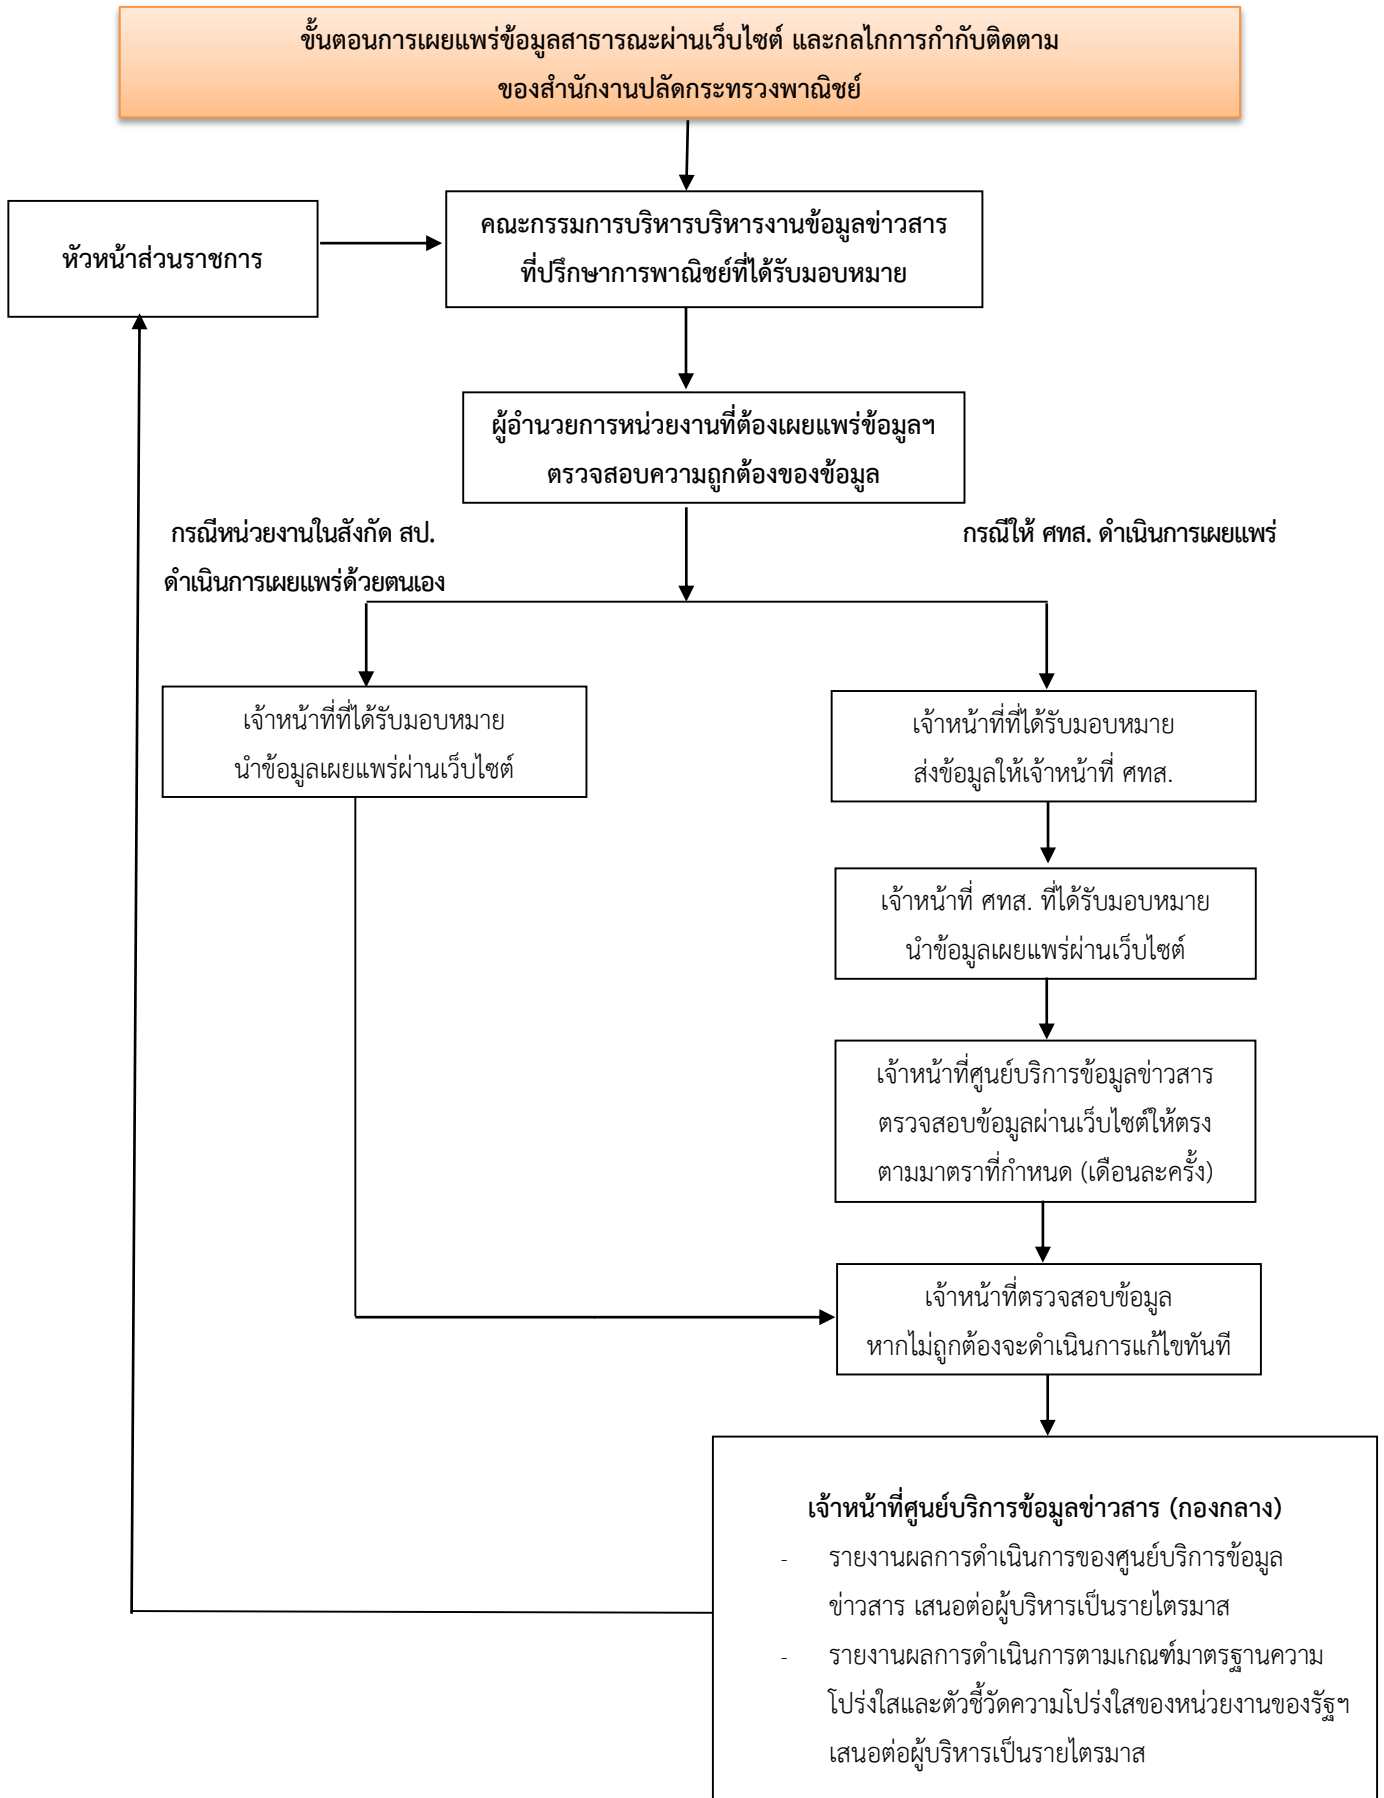 ขั้นตอนการเผยแพร่ข้อมูลสาธารณะผ่านเว็บไซต์ และกลไกการกำกับติดตาม
ของสำนักงานปลัดกระทรวงพาณิชย์
หัวหน้าส่วนราชการ
คณะกรรมการบริหารบริหารงานข้อมูลข่าวสาร
ที่ปรึกษาการพาณิชย์ที่ได้รับมอบหมาย
ผู้อำนวยการหน่วยงานที่ต้องเผยแพร่ข้อมูลฯ
ตรวจสอบความถูกต้องของข้อมูล
กรณีหน่วยงานในสังกัด สป.
ดำเนินการเผยแพร่ด้วยตนเอง
กรณีให้ ศทส. ดำเนินการเผยแพร่
เจ้าหน้าที่ที่ได้รับมอบหมาย
นำข้อมูลเผยแพร่ผ่านเว็บไซต์
เจ้าหน้าที่ที่ได้รับมอบหมาย
ส่งข้อมูลให้เจ้าหน้าที่ ศทส.
เจ้าหน้าที่ ศทส. ที่ได้รับมอบหมาย
นำข้อมูลเผยแพร่ผ่านเว็บไซต์
เจ้าหน้าที่ศูนย์บริการข้อมูลข่าวสาร
ตรวจสอบข้อมูลผ่านเว็บไซต์ให้ตรง
ตามมาตราที่กำหนด (เดือนละครั้ง)
เจ้าหน้าที่ตรวจสอบข้อมูล
หากไม่ถูกต้องจะดำเนินการแก้ไขทันที
เจ้าหน้าที่ศูนย์บริการข้อมูลข่าวสาร (กองกลาง)
- รายงานผลการดำเนินการของศูนย์บริการข้อมูล
ข่าวสาร เสนอต่อผู้บริหารเป็นรายไตรมาส
- รายงานผลการดำเนินการตามเกณฑ์มาตรฐานความ
โปร่งใสและตัวชี้วัดความโปร่งใสของหน่วยงานของรัฐฯ
เสนอต่อผู้บริหารเป็นรายไตรมาส